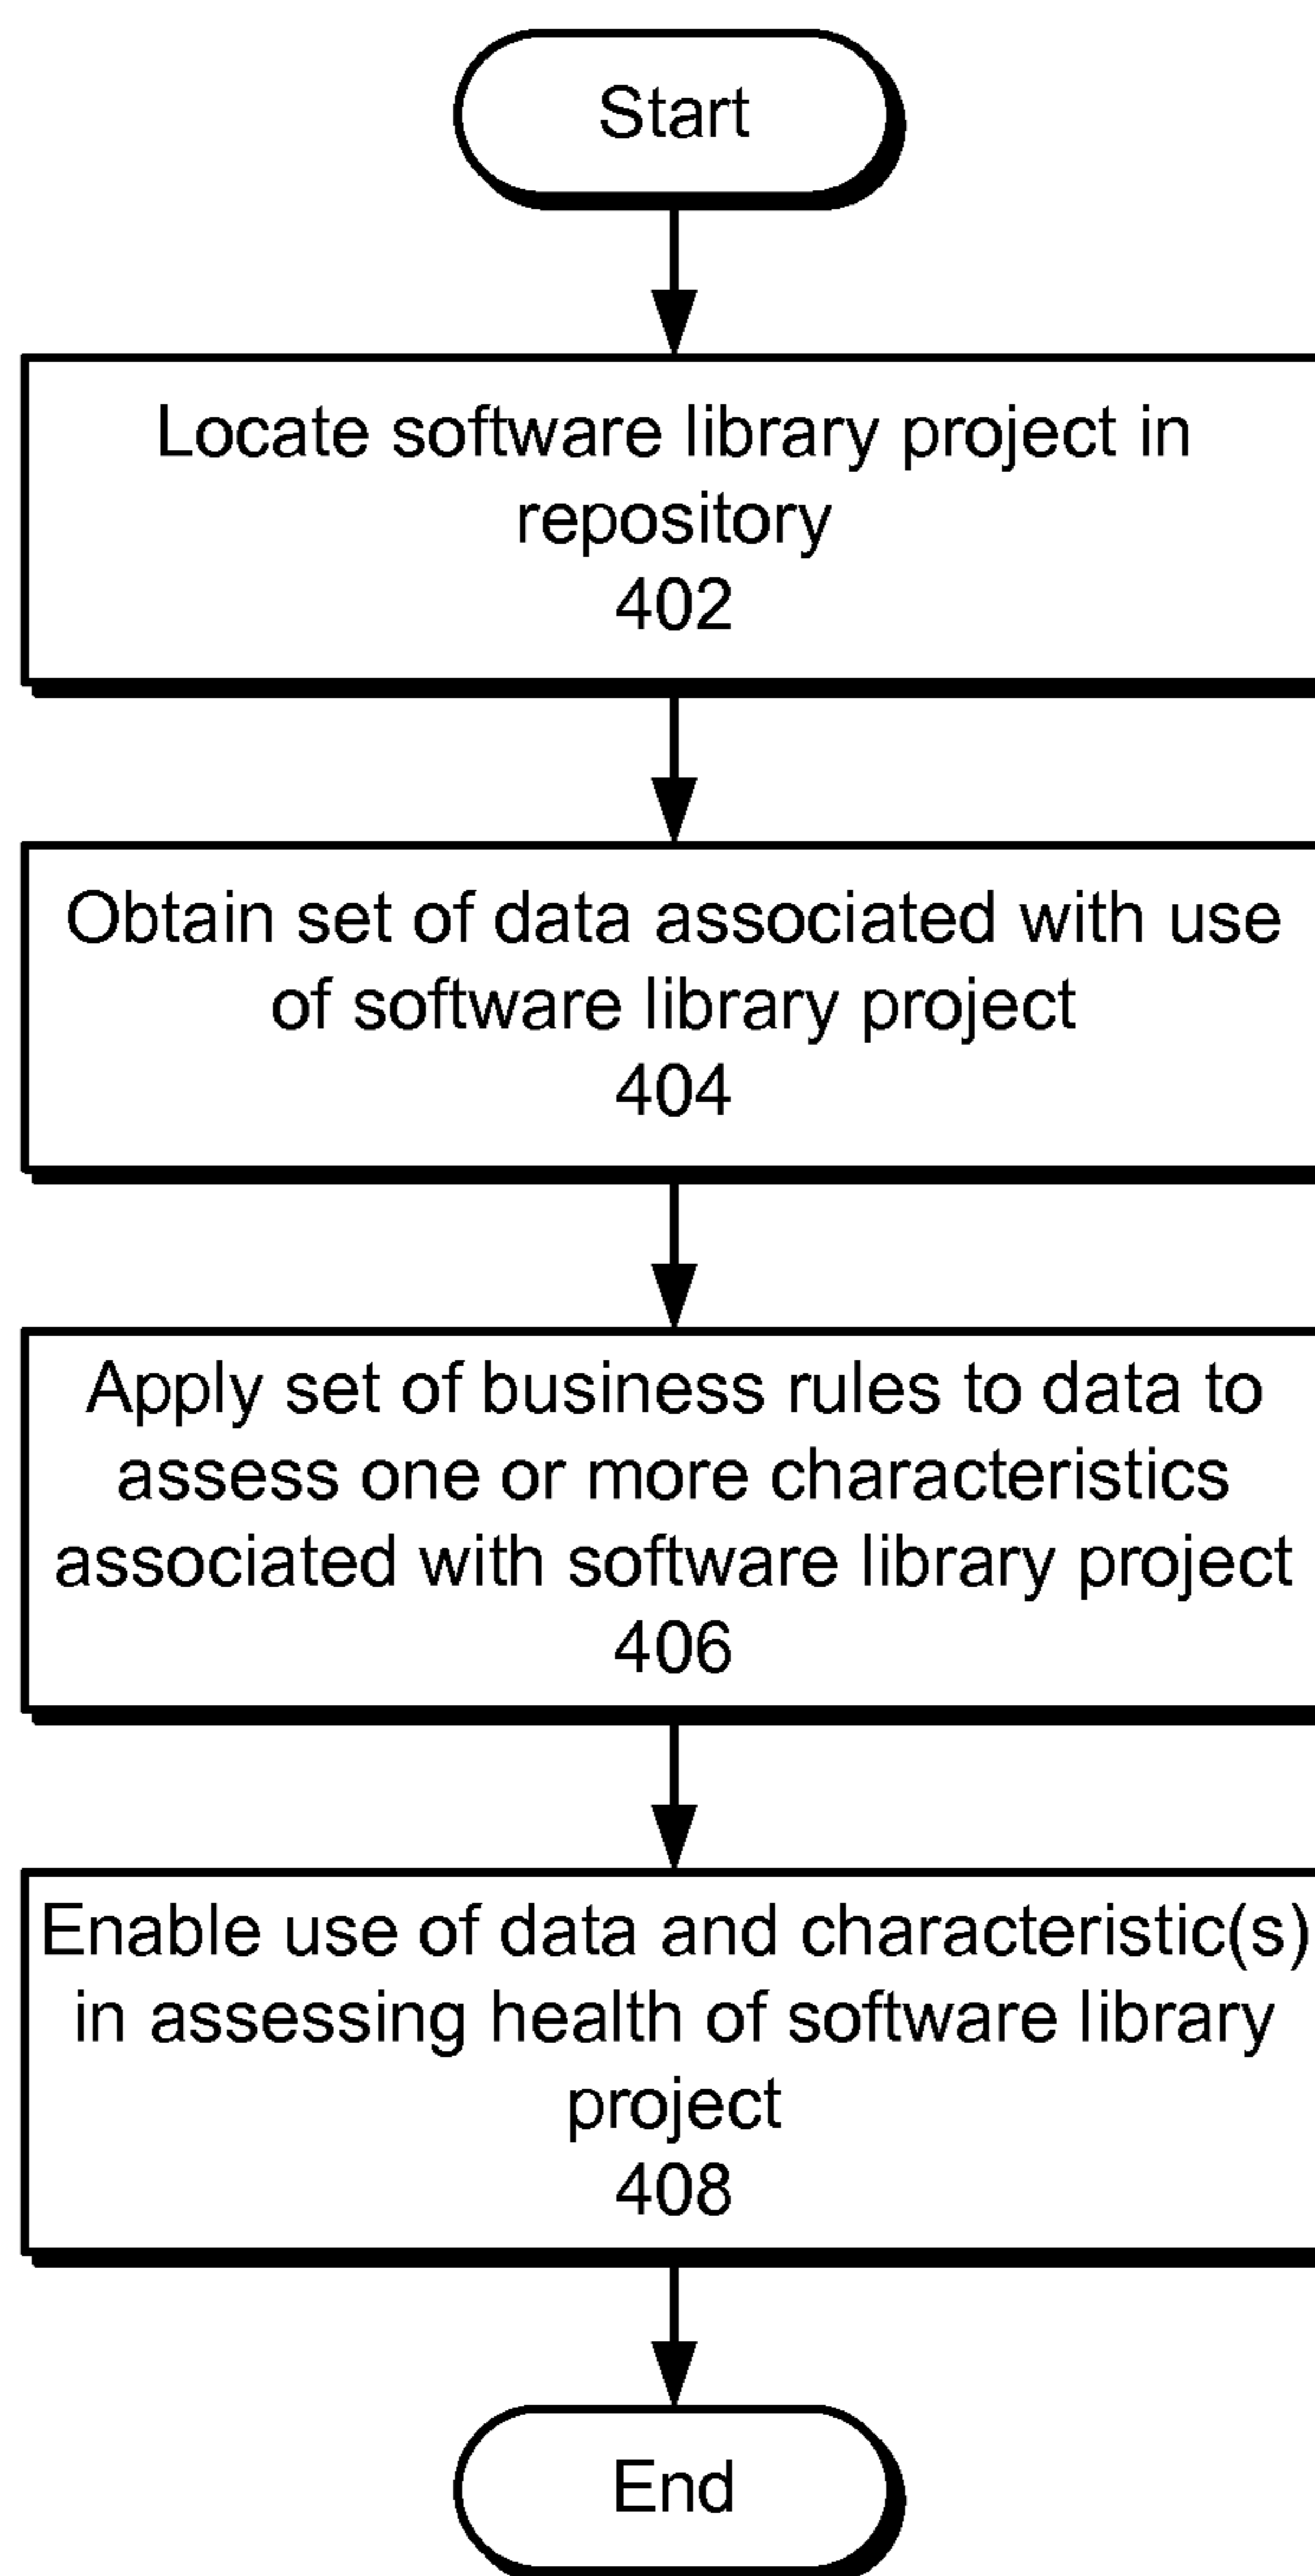 Start
Locate software library project in
repository
402
Obtain set of data associated with use
of software library project
404
Apply set of business rules to data to
assess one or more characteristics
associated with software library project
406
Enable use of data and characteristic(s)
in assessing health of software library
project
408
End